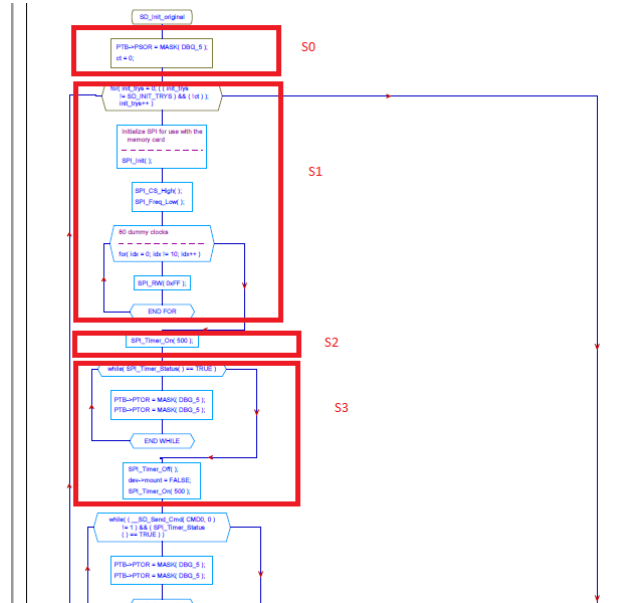 SD_Init_original
PTB->PSOR = MASK( DBG_5 );
ct = 0;
S0
for( init_trys = 0; ( ( init_trys
!= SD_INIT_TRYS ) && ( !ct ) );
init_trys++ )
Initialize SPI for use with the
memory card
SPI_Init( );
S1
SPI_CS_High( );
SPI_Freq_Low( );
80 dummy clocks
for( idx = 0; idx != 10; idx++ )
SPI_RW( 0xFF );
END FOR
SPI_Timer_On( 500 );
S2
while( SPI_Timer_Status( ) == TRUE )
PTB->PTOR = MASK( DBG_5 );
PTB->PTOR = MASK( DBG_5 );
S3
END WHILE
SPI_Timer_Off( );
dev->mount = FALSE;
SPI_Timer_On( 500 );
while( ( __SD_Send_Cmd( CMD0, 0 )
!= 1 ) && ( SPI_Timer_Status
( ) == TRUE ) )
PTB->PTOR = MASK( DBG_5 );
PTB->PTOR = MASK( DBG_5 );